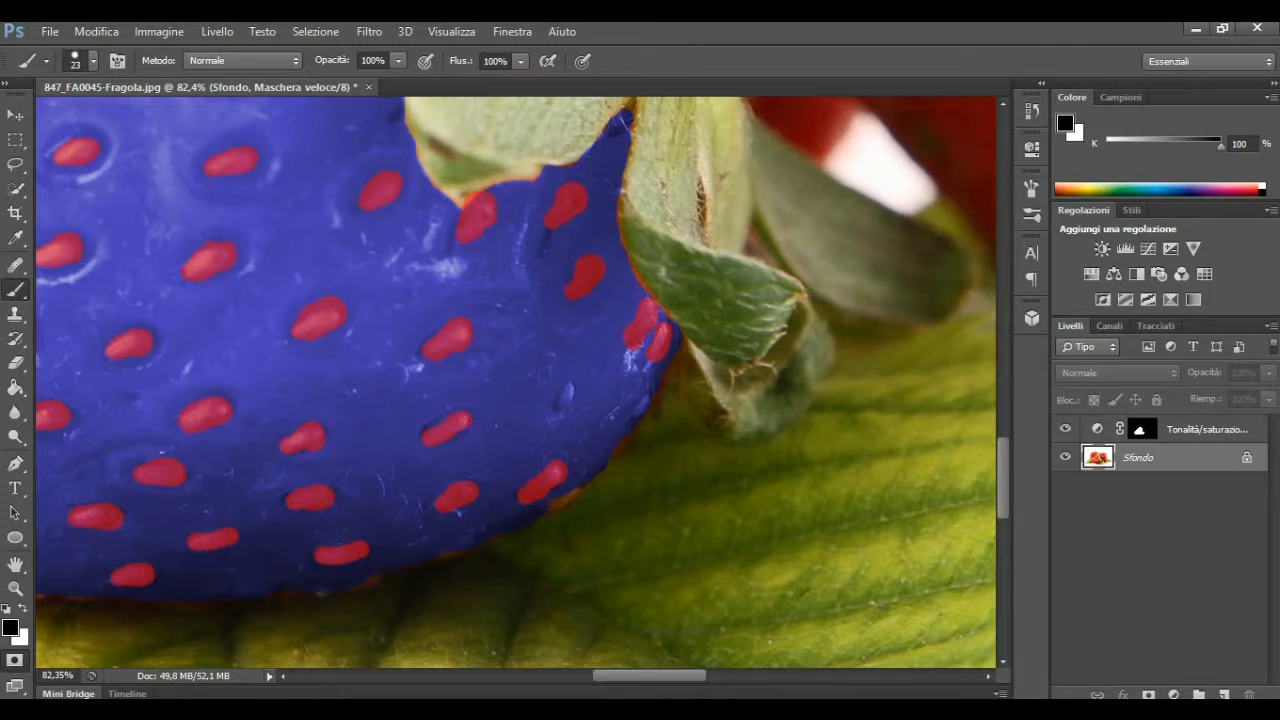 Ps File Modifica Immagine Livello Testo Selezione Filtro 3D Visualizza Finestra Aiuto
23 Metodo: Normale Opacità: 100% Flus.: 100% Essenziali
847_FA0045-Fragola.jpg @ 82,4% (Sfondo, Maschera veloce/8) * ×
Colore Campioni
K 100 %
Regolazioni Stili
Aggiungi una regolazione
A
Livelli Canali Tracciati
Tipo
Normale Opacità: 100%
Bloc.: Riemp.: 100%
Tonalità/saturazio...
Sfondo
T
82,35% Doc: 49,8 MB/52,1 MB
Mini Bridge Timeline
fx